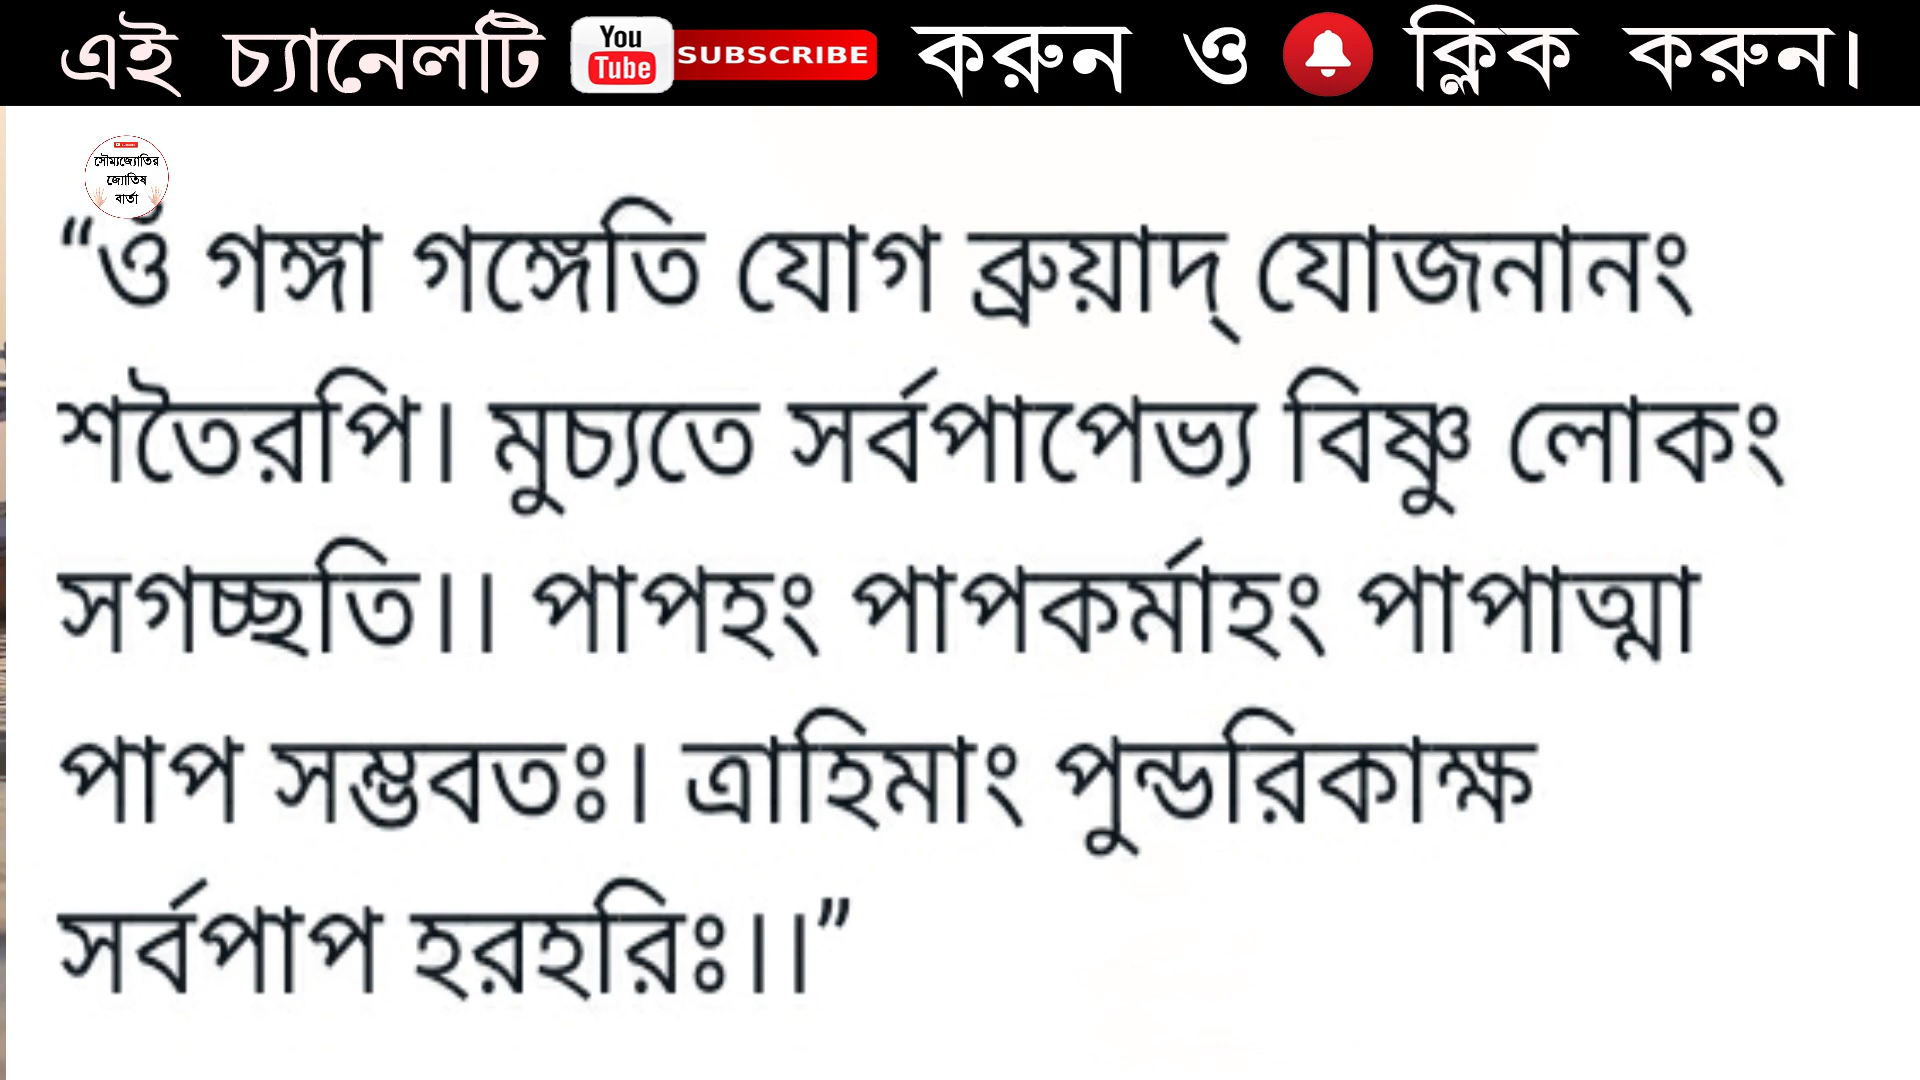 এই চ্যানেলটি You Tube SUBSCRIBE করুন ও ক্লিক করুন।
সৌম্যজ্যোতির
জ্যোতিষ
বার্তা
“ওঁ গঙ্গা গঙ্গেতি যোগ ব্রুয়াদ্ যোজনানং
শতৈরপি। মুচ্যতে সর্বপাপেভ্য বিষ্ণু লোকং
সগচ্ছতি।। পাপহং পাপকর্মাহং পাপাত্মা
পাপ সম্ভবতঃ। ত্রাহিমাং পুন্ডরিকাক্ষ
সর্বপাপ হরহরিঃ।।”